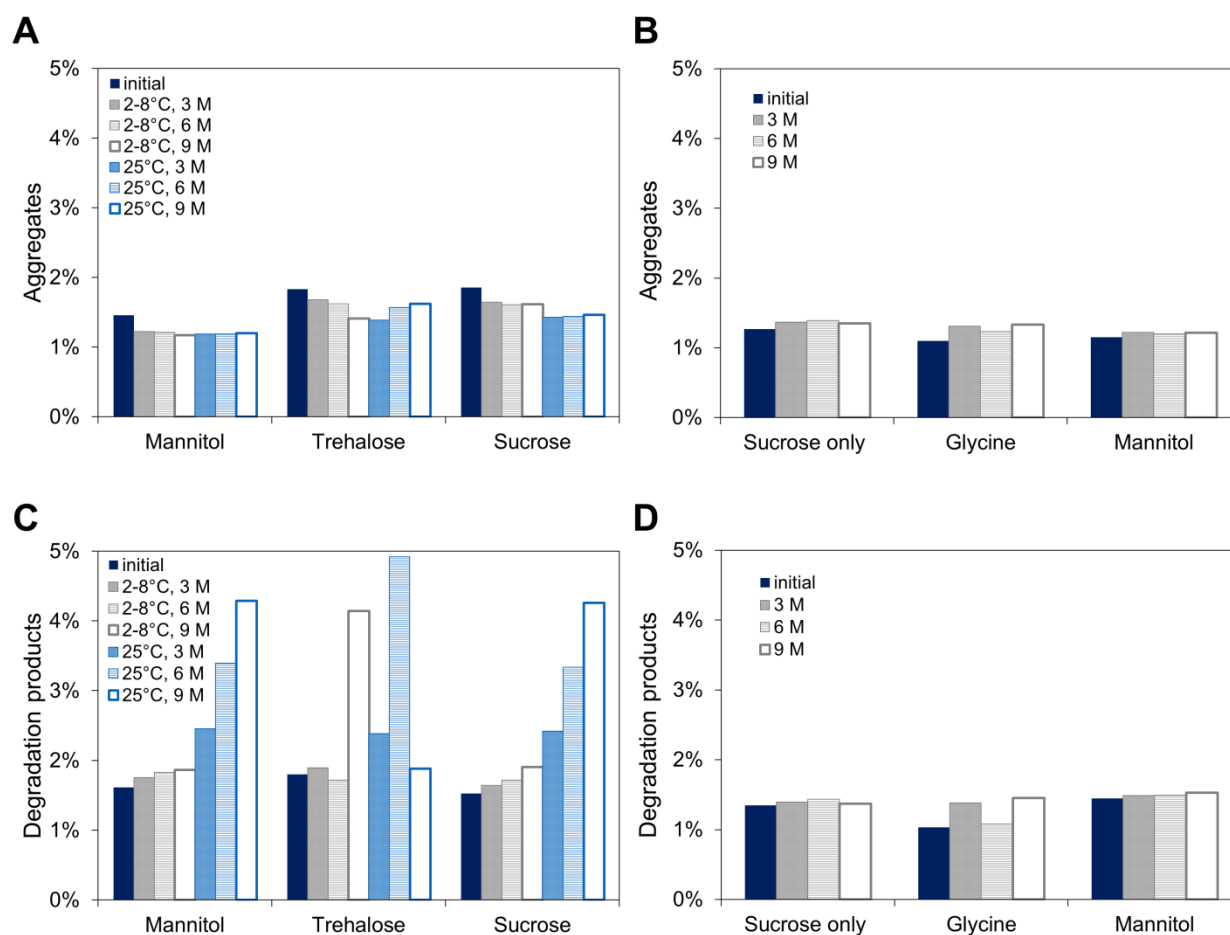 A
Aggregates
5%
4%
3%
2%
1%
0%
initial
2-8°C, 3 M
2-8°C, 6 M
2-8°C, 9 M
25°C, 3 M
25°C, 6 M
25°C, 9 M
Mannitol Trehalose Sucrose
B
Aggregates
5%
4%
3%
2%
1%
0%
initial
3 M
6 M
9 M
Sucrose only Glycine Mannitol
C
Degradation products
5%
4%
3%
2%
1%
0%
initial
2-8°C, 3 M
2-8°C, 6 M
2-8°C, 9 M
25°C, 3 M
25°C, 6 M
25°C, 9 M
Mannitol Trehalose Sucrose
D
Degradation products
5%
4%
3%
2%
1%
0%
initial
3 M
6 M
9 M
Sucrose only Glycine Mannitol